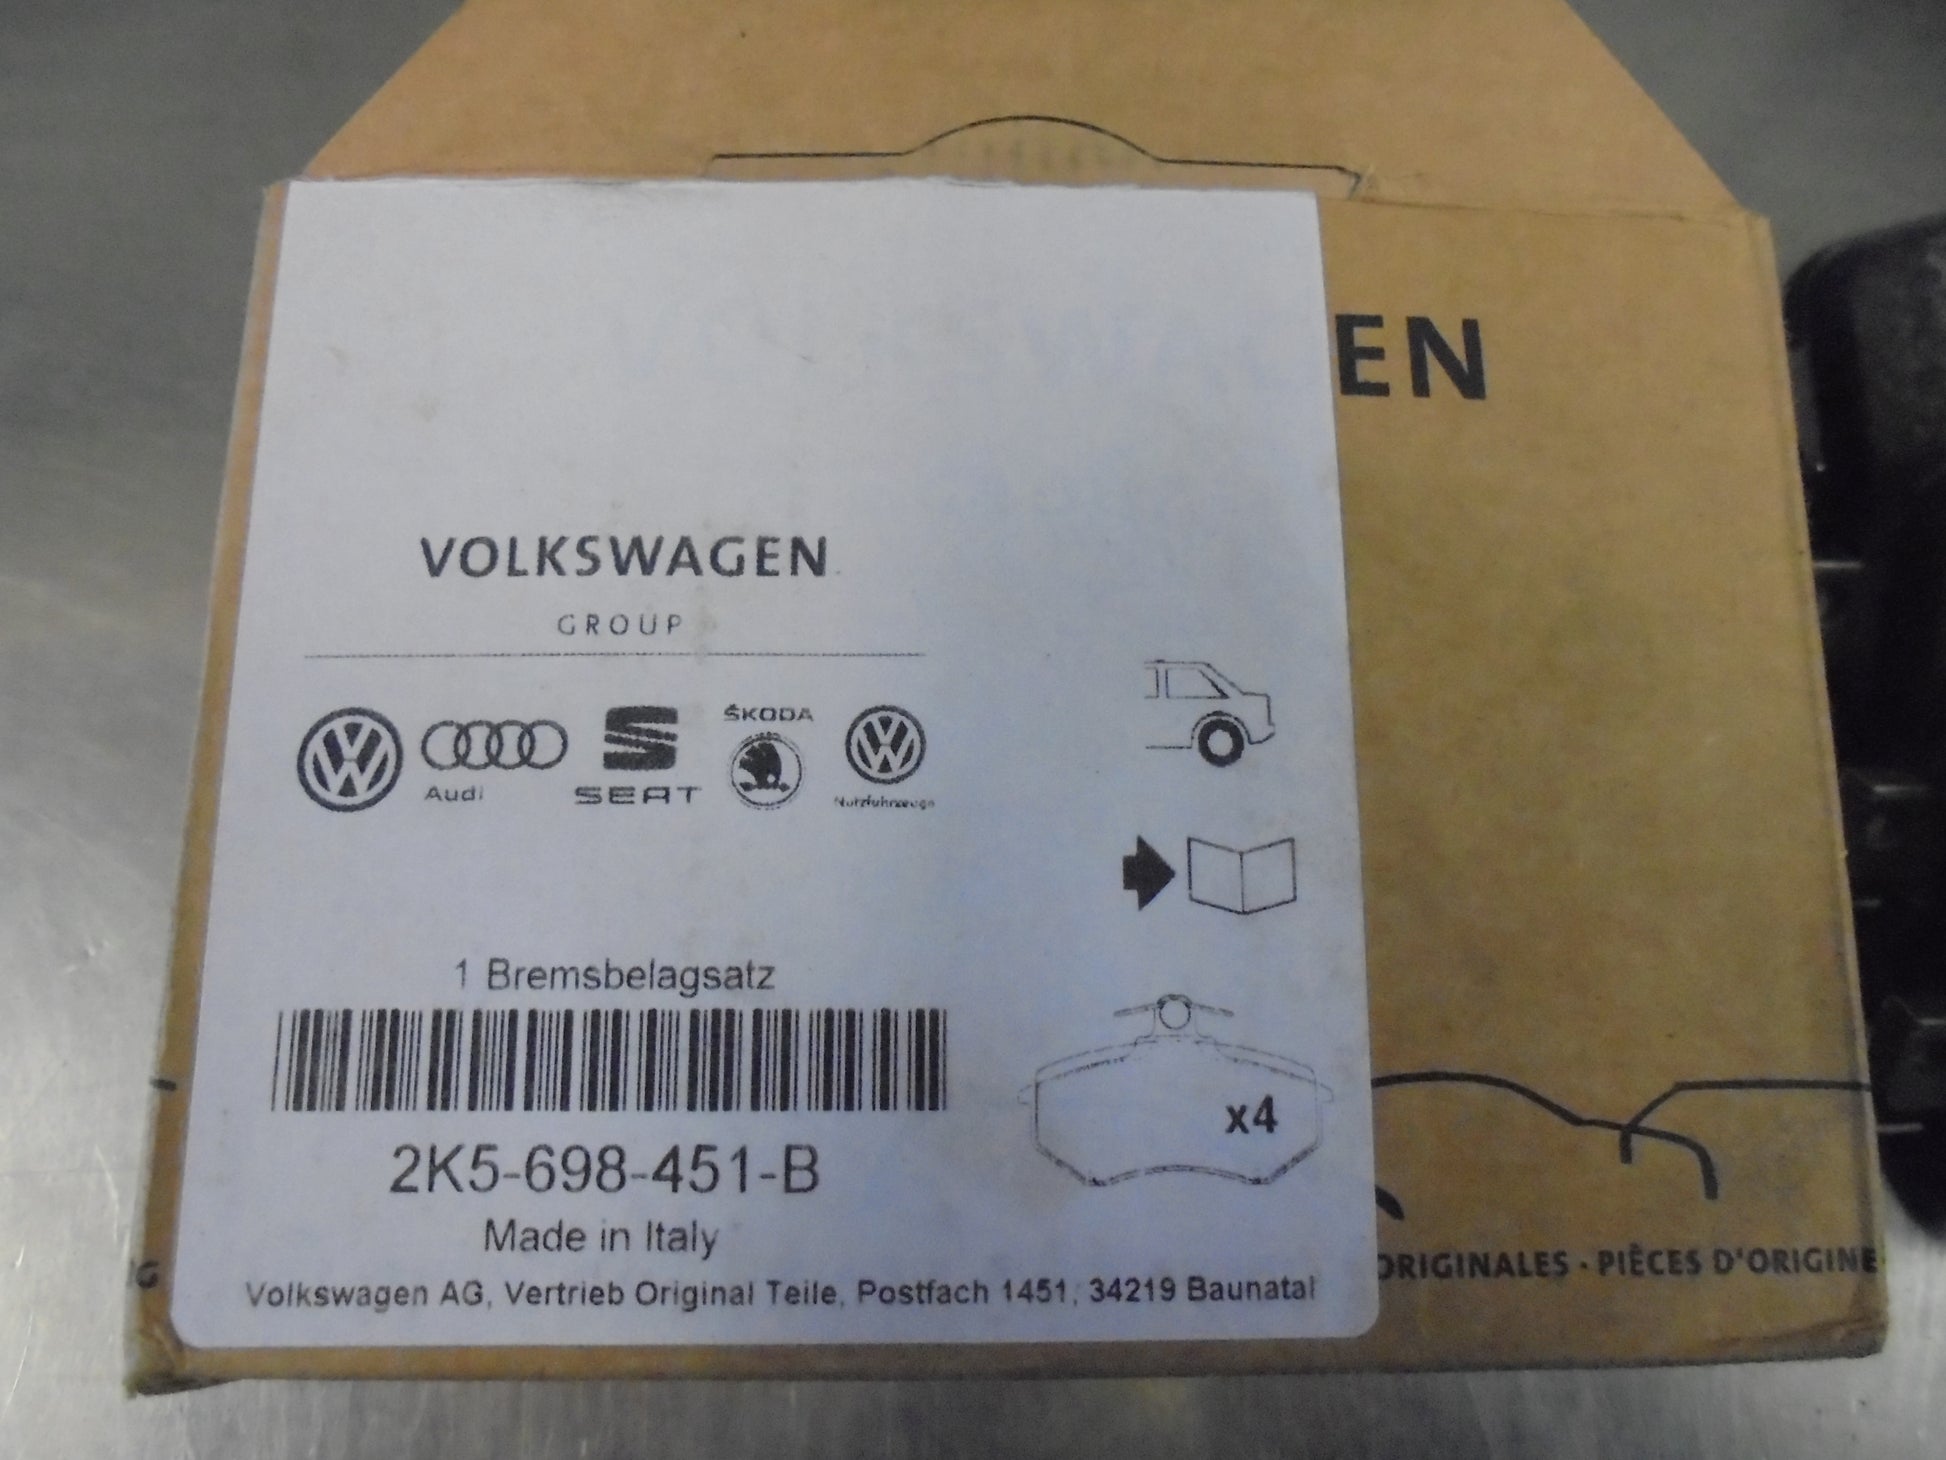 EN
VOLKSWAGEN
GROUP
Audi
SEAT
ŠKODA
Nutzfahrzeuge
1 Bremsbelagsatz
x4
2K5-698-451-B
Made in Italy
Volkswagen AG, Vertrieb Original Teile, Postfach 1451, 34219 Baunatal
ORIGINALES · PIÈCES D'ORIGINE